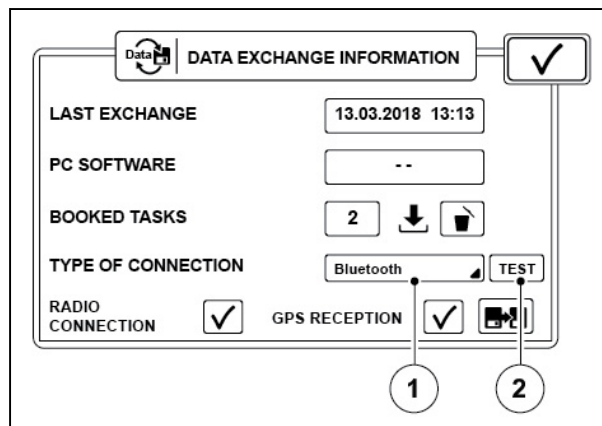 Data
DATA EXCHANGE INFORMATION
LAST EXCHANGE
13.03.2018 13:13
PC SOFTWARE
--
BOOKED TASKS
2
TYPE OF CONNECTION
Bluetooth
TEST
RADIO
CONNECTION
GPS RECEPTION
1
2